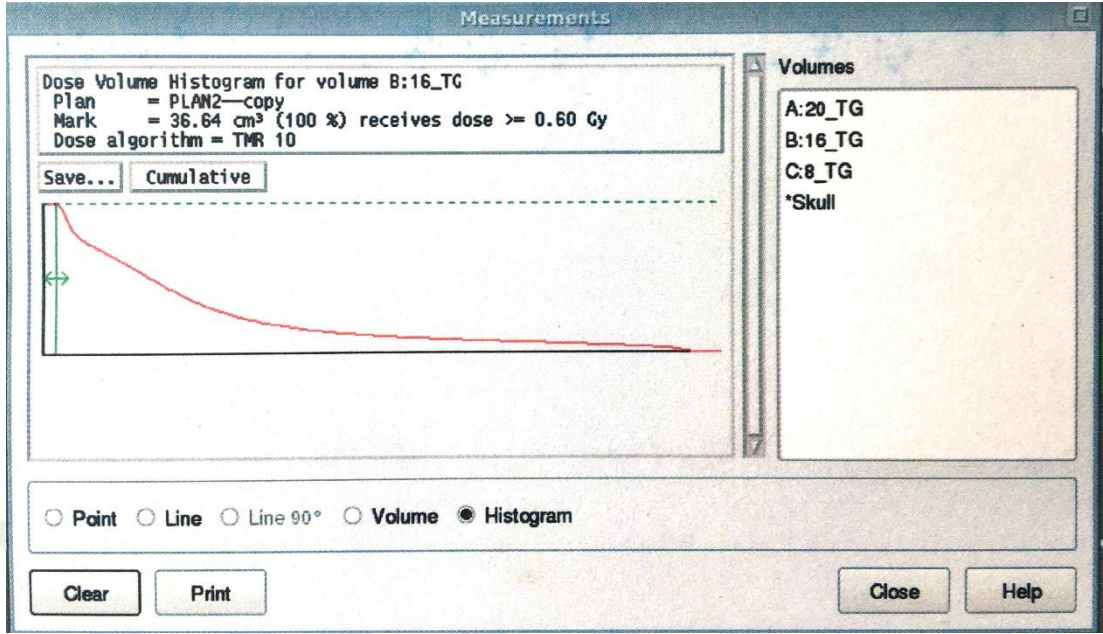 Measurements
Dose Volume Histogram for volume B:16_TG
Plan = PLAN2—copy
Mark = 36.64 cm³ (100 %) receives dose >= 0.60 Gy
Dose algorithm = TMR 10
Save... Cumulative
Volumes
A:20_TG
B:16_TG
C:8_TG
*Skull
Point Line Line 90° Volume Histogram
Clear Print Close Help